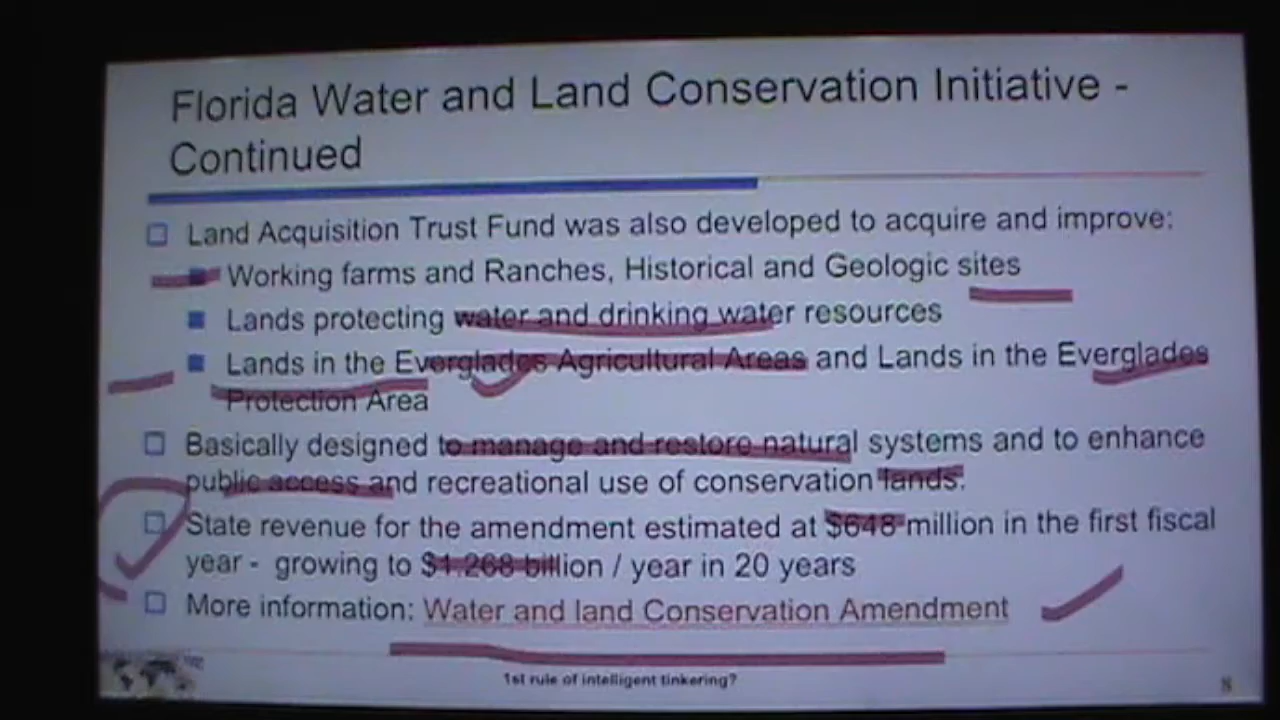 Florida Water and Land Conservation Initiative -
Continued
Land Acquisition Trust Fund was also developed to acquire and improve:
Working farms and Ranches, Historical and Geologic sites
Lands protecting water and drinking water resources
Lands in the Everglades Agricultural Areas and Lands in the Everglades
Protection Area
Basically designed to manage and restore natural systems and to enhance
public access and recreational use of conservation lands.
State revenue for the amendment estimated at $648 million in the first fiscal
year - growing to $1.268 billion / year in 20 years
More information: Water and land Conservation Amendment
1st rule of intelligent tinkering?
8